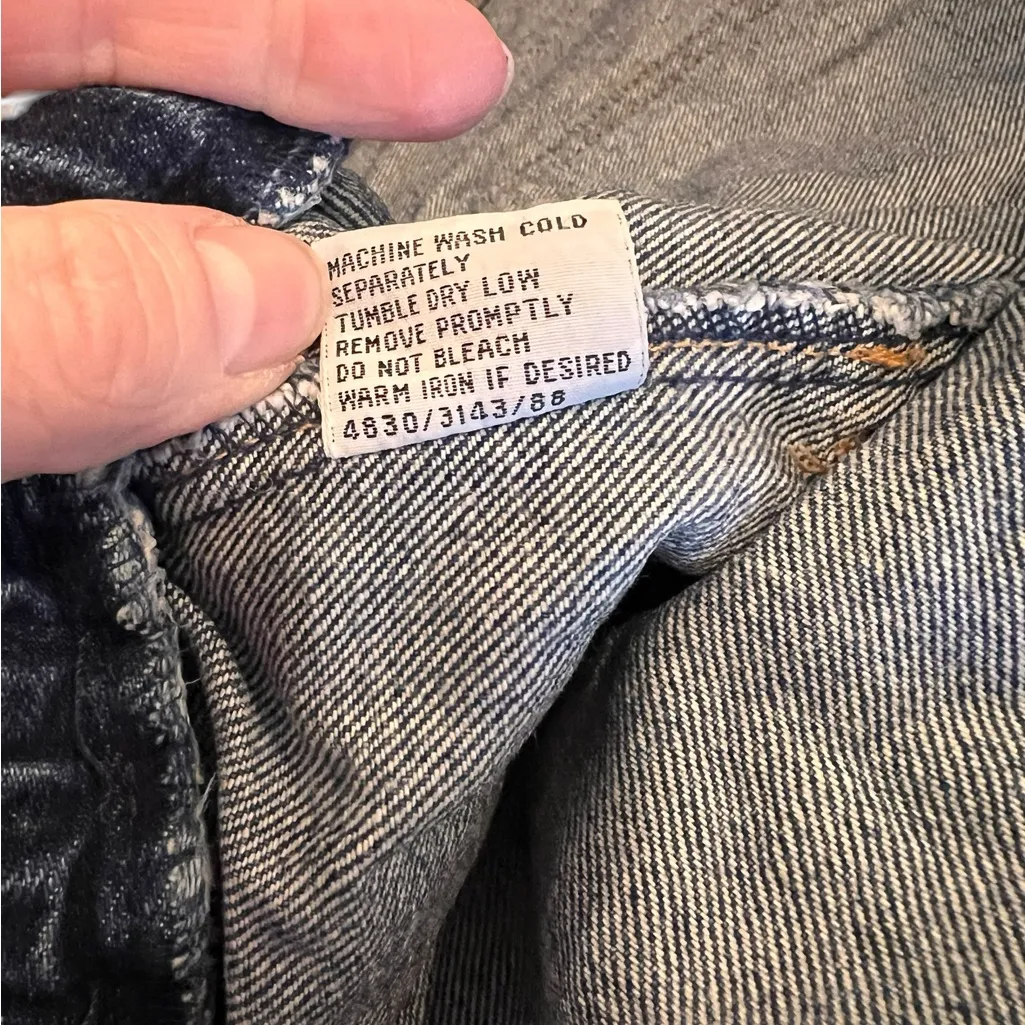 MACHINE WASH COLD
SEPARATELY
TUMBLE DRY LOW
REMOVE PROMPTLY
DO NOT BLEACH
WARM IRON IF DESIRED
4830/3143/88